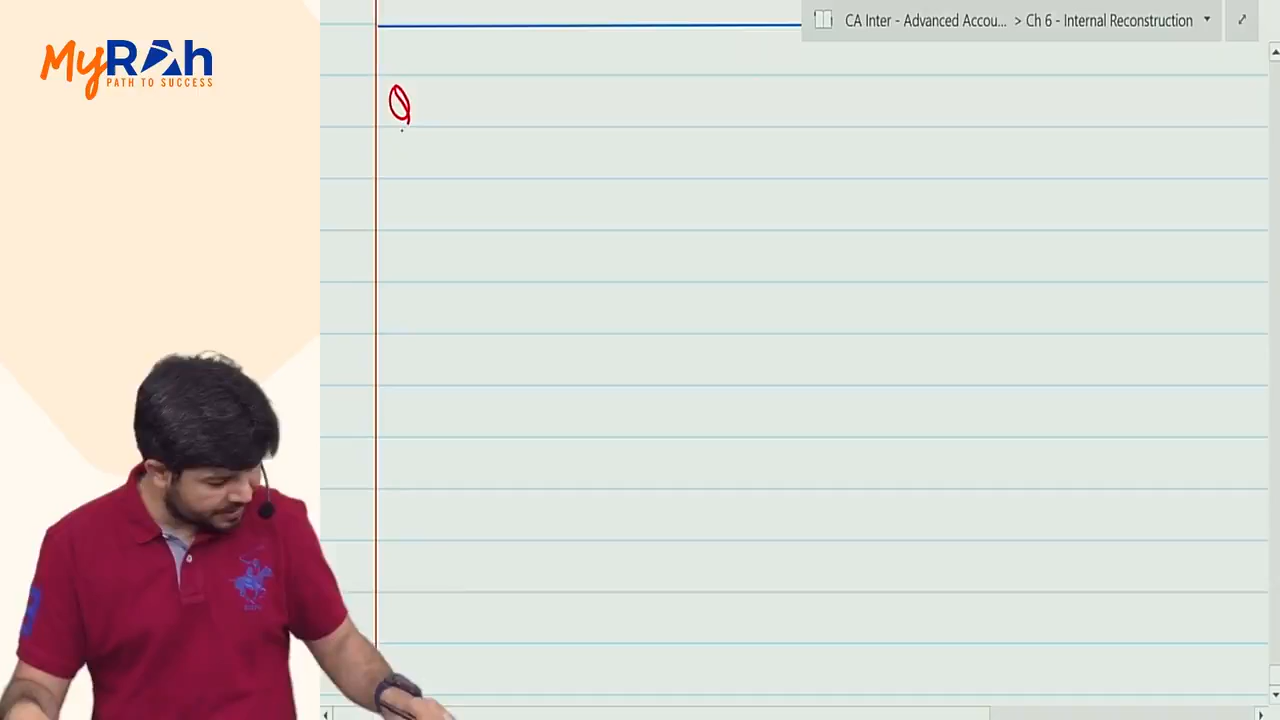 MyRAh
PATH TO SUCCESS
CA Inter - Advanced Accou... > Ch 6 - Internal Reconstruction
Q